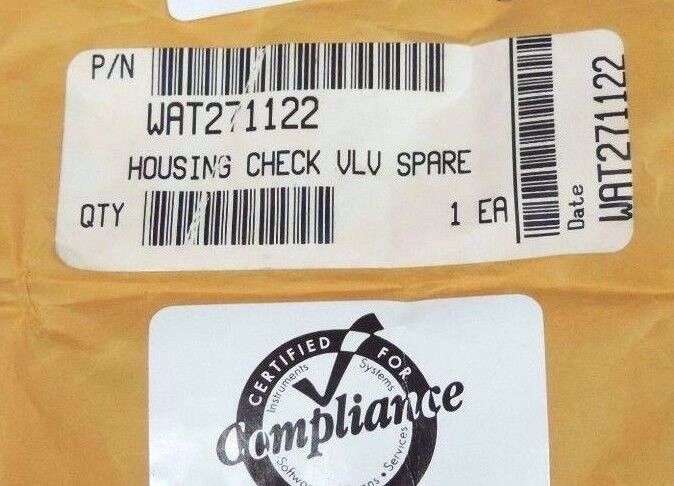 P/N
WAT271122
HOUSING CHECK VLV SPARE
QTY
1 EA
Date
WAT271122
CERTIFIED FOR
Instruments
Systems
Compliance
Services